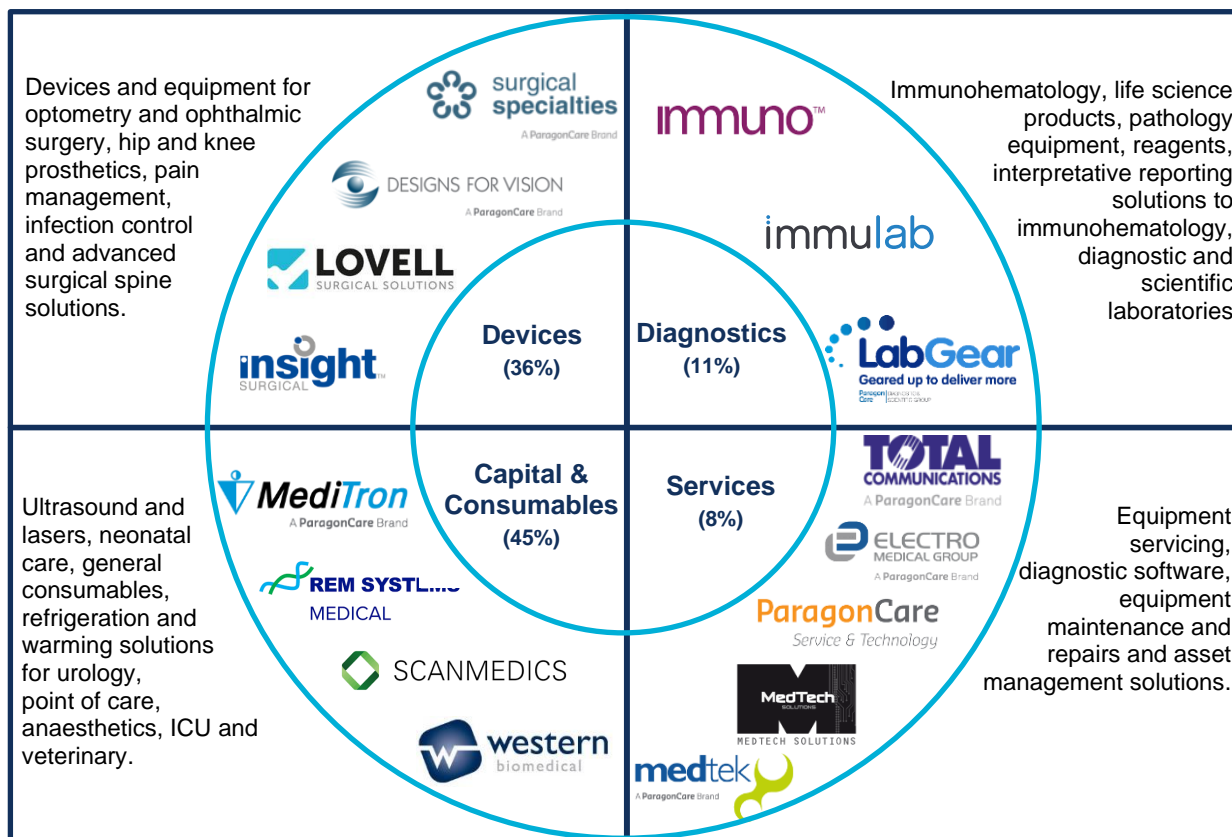 Devices and equipment for
optometry and ophthalmic
surgery, hip and knee
prosthetics, pain
management,
infection control
and advanced
surgical spine
solutions.
surgical
specialties
A ParagonCare Brand
DESIGNS FOR VISION
A ParagonCare Brand
LOVELL
SURGICAL SOLUTIONS
insight™
SURGICAL
Devices
(36%)
immuno™
immulab
LabGear
Geared up to deliver more
Paragon
Care
Diagnostics
(11%)
Immunohematology, life science
products, pathology
equipment, reagents,
interpretative reporting
solutions to
immunohematology,
diagnostic and
scientific
laboratories
Ultrasound and
lasers, neonatal
care, general
consumables,
refrigeration and
warming solutions
for urology,
point of care,
anaesthetics, ICU and
veterinary.
MediTron
A ParagonCare Brand
REM SYSTEMS
MEDICAL
SCANMEDICS
western
biomedical
Capital &
Consumables
(45%)
Services
(8%)
TOTAL
COMMUNICATIONS
A ParagonCare Brand
ELECTRO
MEDICAL GROUP
A ParagonCare Brand
ParagonCare
Service & Technology
MedTech
SOLUTIONS
MEDTECH SOLUTIONS
medtek
A ParagonCare Brand
Equipment
servicing,
diagnostic software,
equipment
maintenance and
repairs and asset
management solutions.